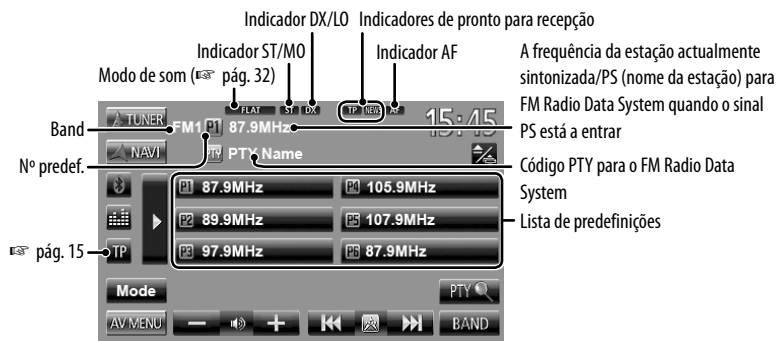 Indicador DX/LO
Indicadores de pronto para recepção
Indicador ST/MO
Indicador AF
Modo de som (☞ pág. 32)
A frequência da estação actualmente
sintonizada/PS (nome da estação) para
FM Radio Data System quando o sinal
PS está a entrar
Band
Nº predef.
Código PTY para o FM Radio Data
System
Lista de predefinições
☞ pág. 15
TUNER
FLAT
ST
DX
TP
NEWS
AF
15:45
FM1
P1
87.9MHz
NAVI
PTY
PTY Name
P1 87.9MHz
P4 105.9MHz
P2 89.9MHz
P5 107.9MHz
TP
P3 97.9MHz
P6 87.9MHz
Mode
PTY
AV MENU
BAND